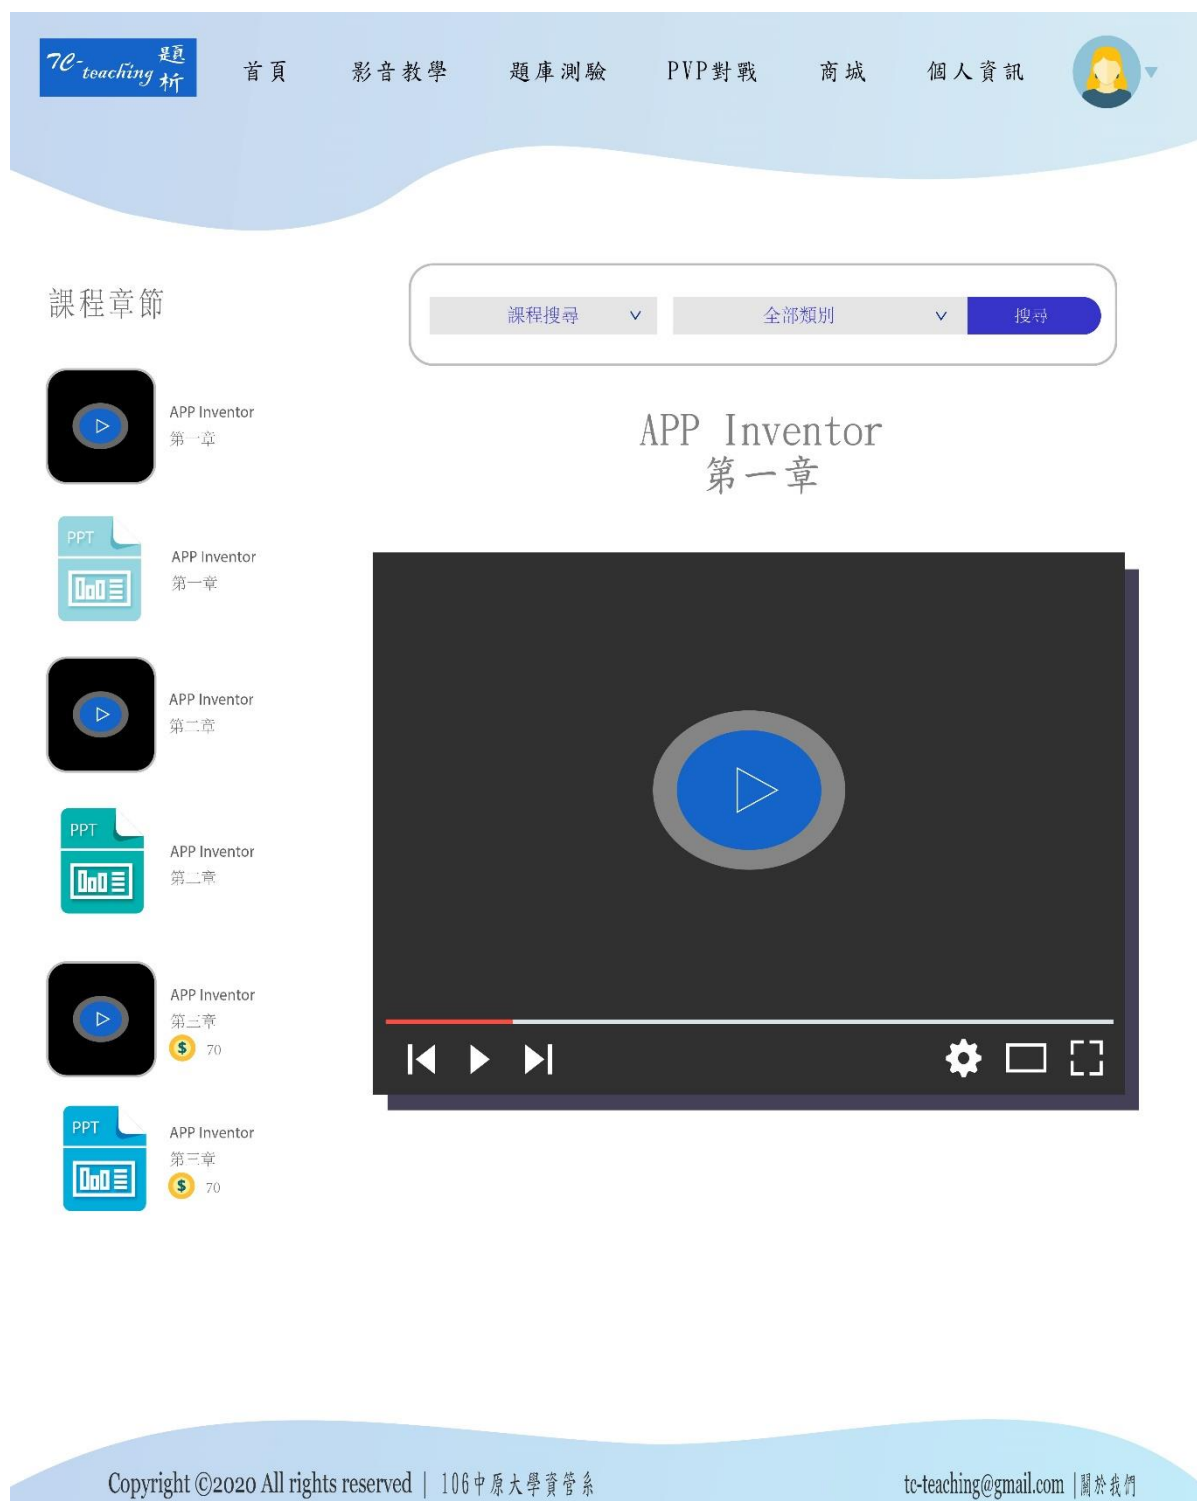 TC-teaching 題析
首頁 影音教學 題庫測驗 PVP對戰 商城 個人資訊
課程章節
課程搜尋 全部類別 搜尋
APP Inventor
第一章
PPT
APP Inventor
第一章
APP Inventor
第二章
PPT
APP Inventor
第二章
APP Inventor
第三章
$ 70
PPT
APP Inventor
第三章
$ 70
APP Inventor
第一章
Copyright ©2020 All rights reserved | 106中原大學資管系
tc-teaching@gmail.com |關於我們